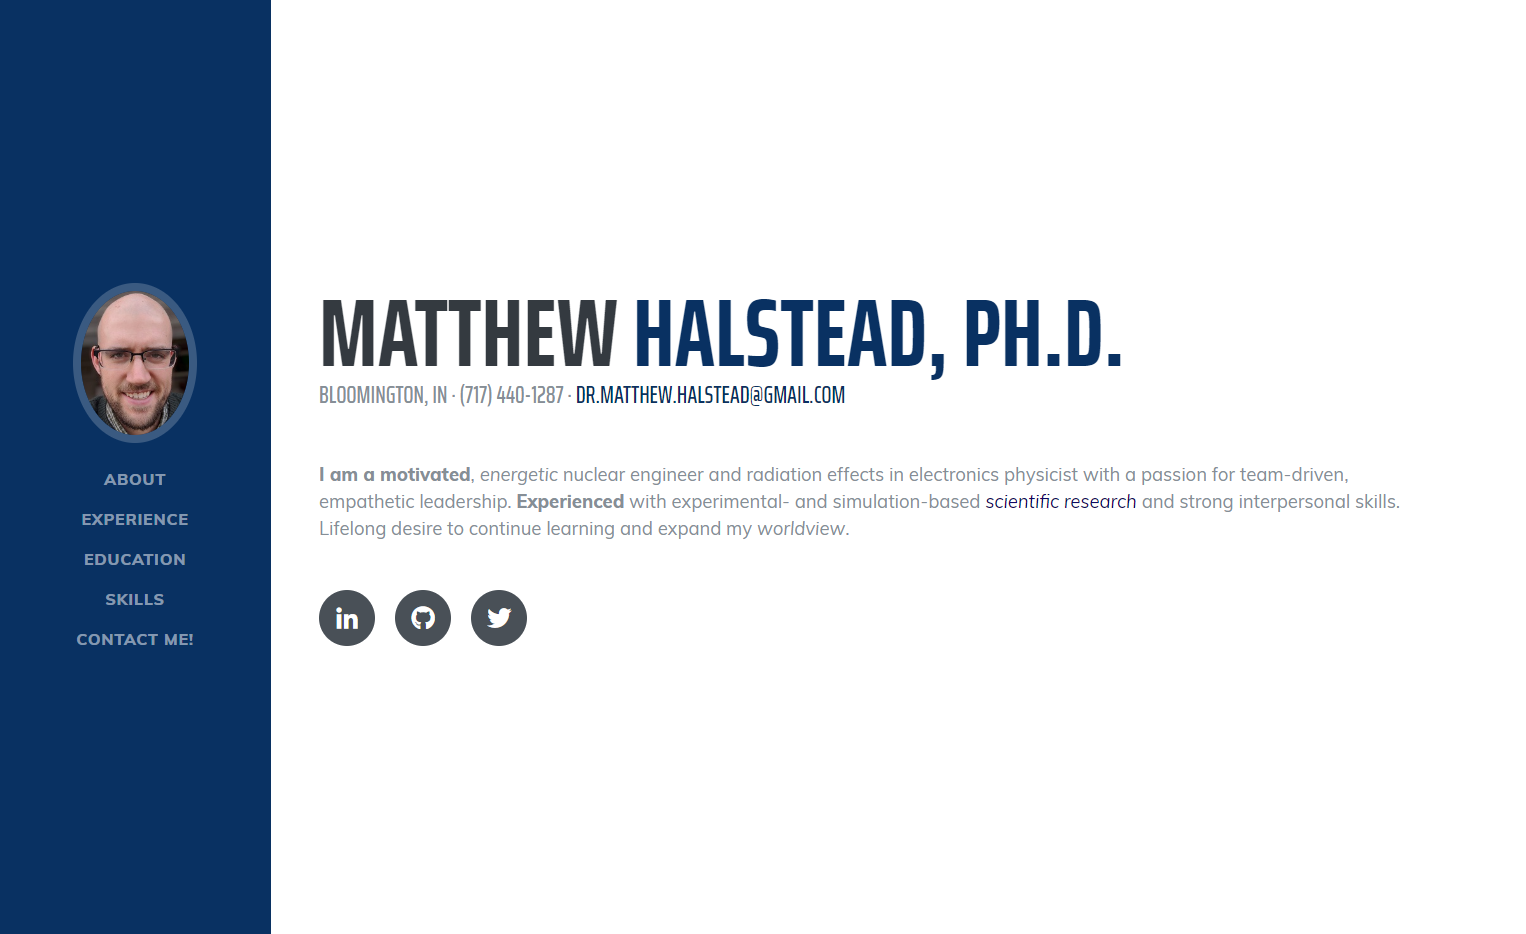 ABOUT
EXPERIENCE
EDUCATION
SKILLS
CONTACT ME!
MATTHEW HALSTEAD, PH.D.
BLOOMINGTON, IN · (717) 440-1287 · DR.MATTHEW.HALSTEAD@GMAIL.COM
I am a motivated, energetic nuclear engineer and radiation effects in electronics physicist with a passion for team-driven,
empathetic leadership. Experienced with experimental- and simulation-based scientific research and strong interpersonal skills.
Lifelong desire to continue learning and expand my worldview.
in